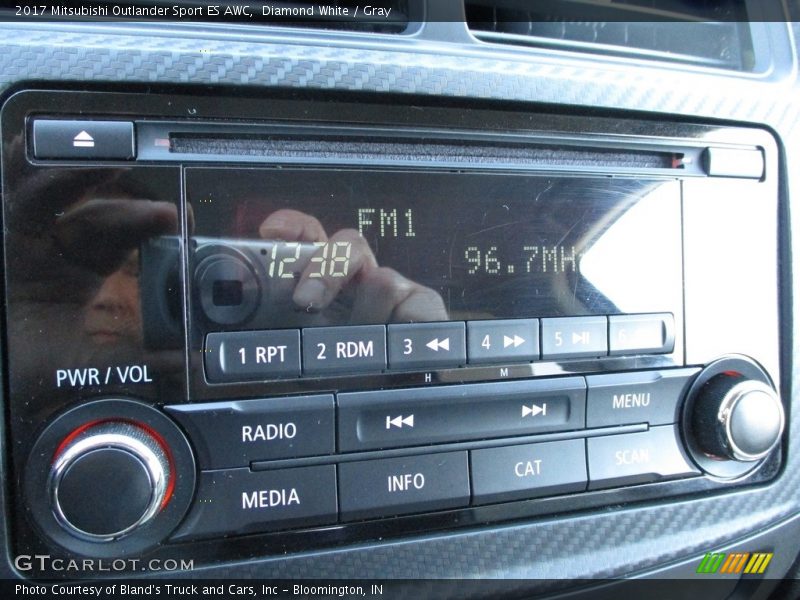 2017 Mitsubishi Outlander Sport ES AWC, Diamond White / Gray
FM1
1238
96.7MH
1 RPT
2 RDM
3
4
5
6
H
M
PWR / VOL
RADIO
MENU
MEDIA
INFO
CAT
SCAN
GTCARLOT.COM
Photo Courtesy of Bland's Truck and Cars, Inc - Bloomington, IN